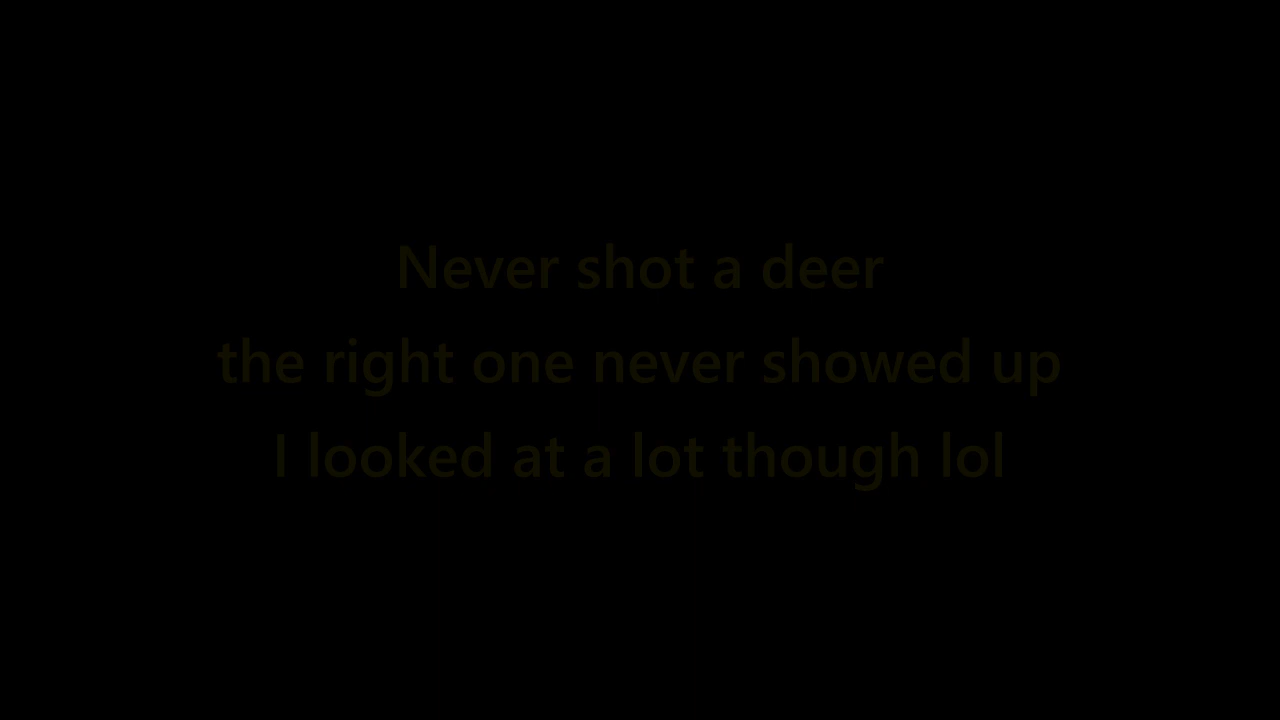 Never shot a deer
the right one never showed up
I looked at a lot though lol